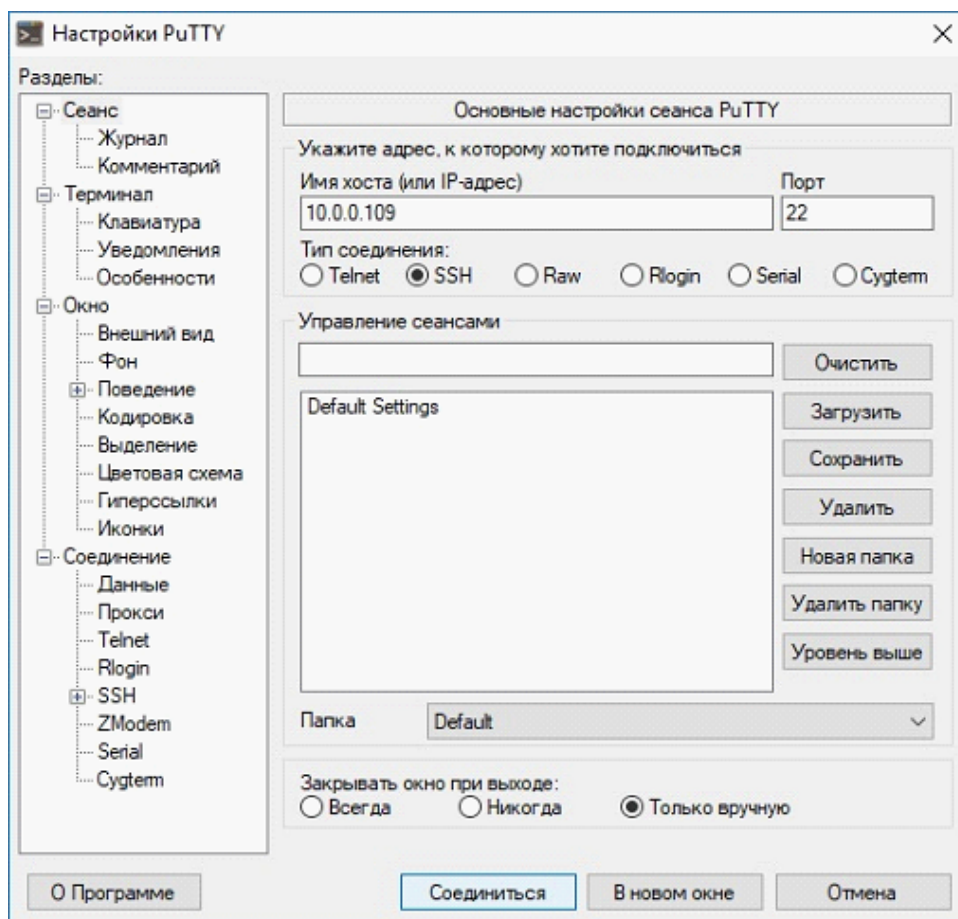 Настройки PuTTY
Разделы:
Сеанс
Журнал
Комментарий
Терминал
Клавиатура
Уведомления
Особенности
Окно
Внешний вид
Фон
Поведение
Кодировка
Выделение
Цветовая схема
Гиперссылки
Иконки
Соединение
Данные
Прокси
Telnet
Rlogin
SSH
ZModem
Serial
Cygterm
Основные настройки сеанса PuTTY
Укажите адрес, к которому хотите подключиться
Имя хоста (или IP-адрес) Порт
10.0.0.109 22
Тип соединения:
Telnet SSH Raw Rlogin Serial Cygterm
Управление сеансами
Очистить
Default Settings
Загрузить
Сохранить
Удалить
Новая папка
Удалить папку
Уровень выше
Папка Default
Закрывать окно при выходе:
Всегда Никогда Только вручную
О Программе Соединиться В новом окне Отмена